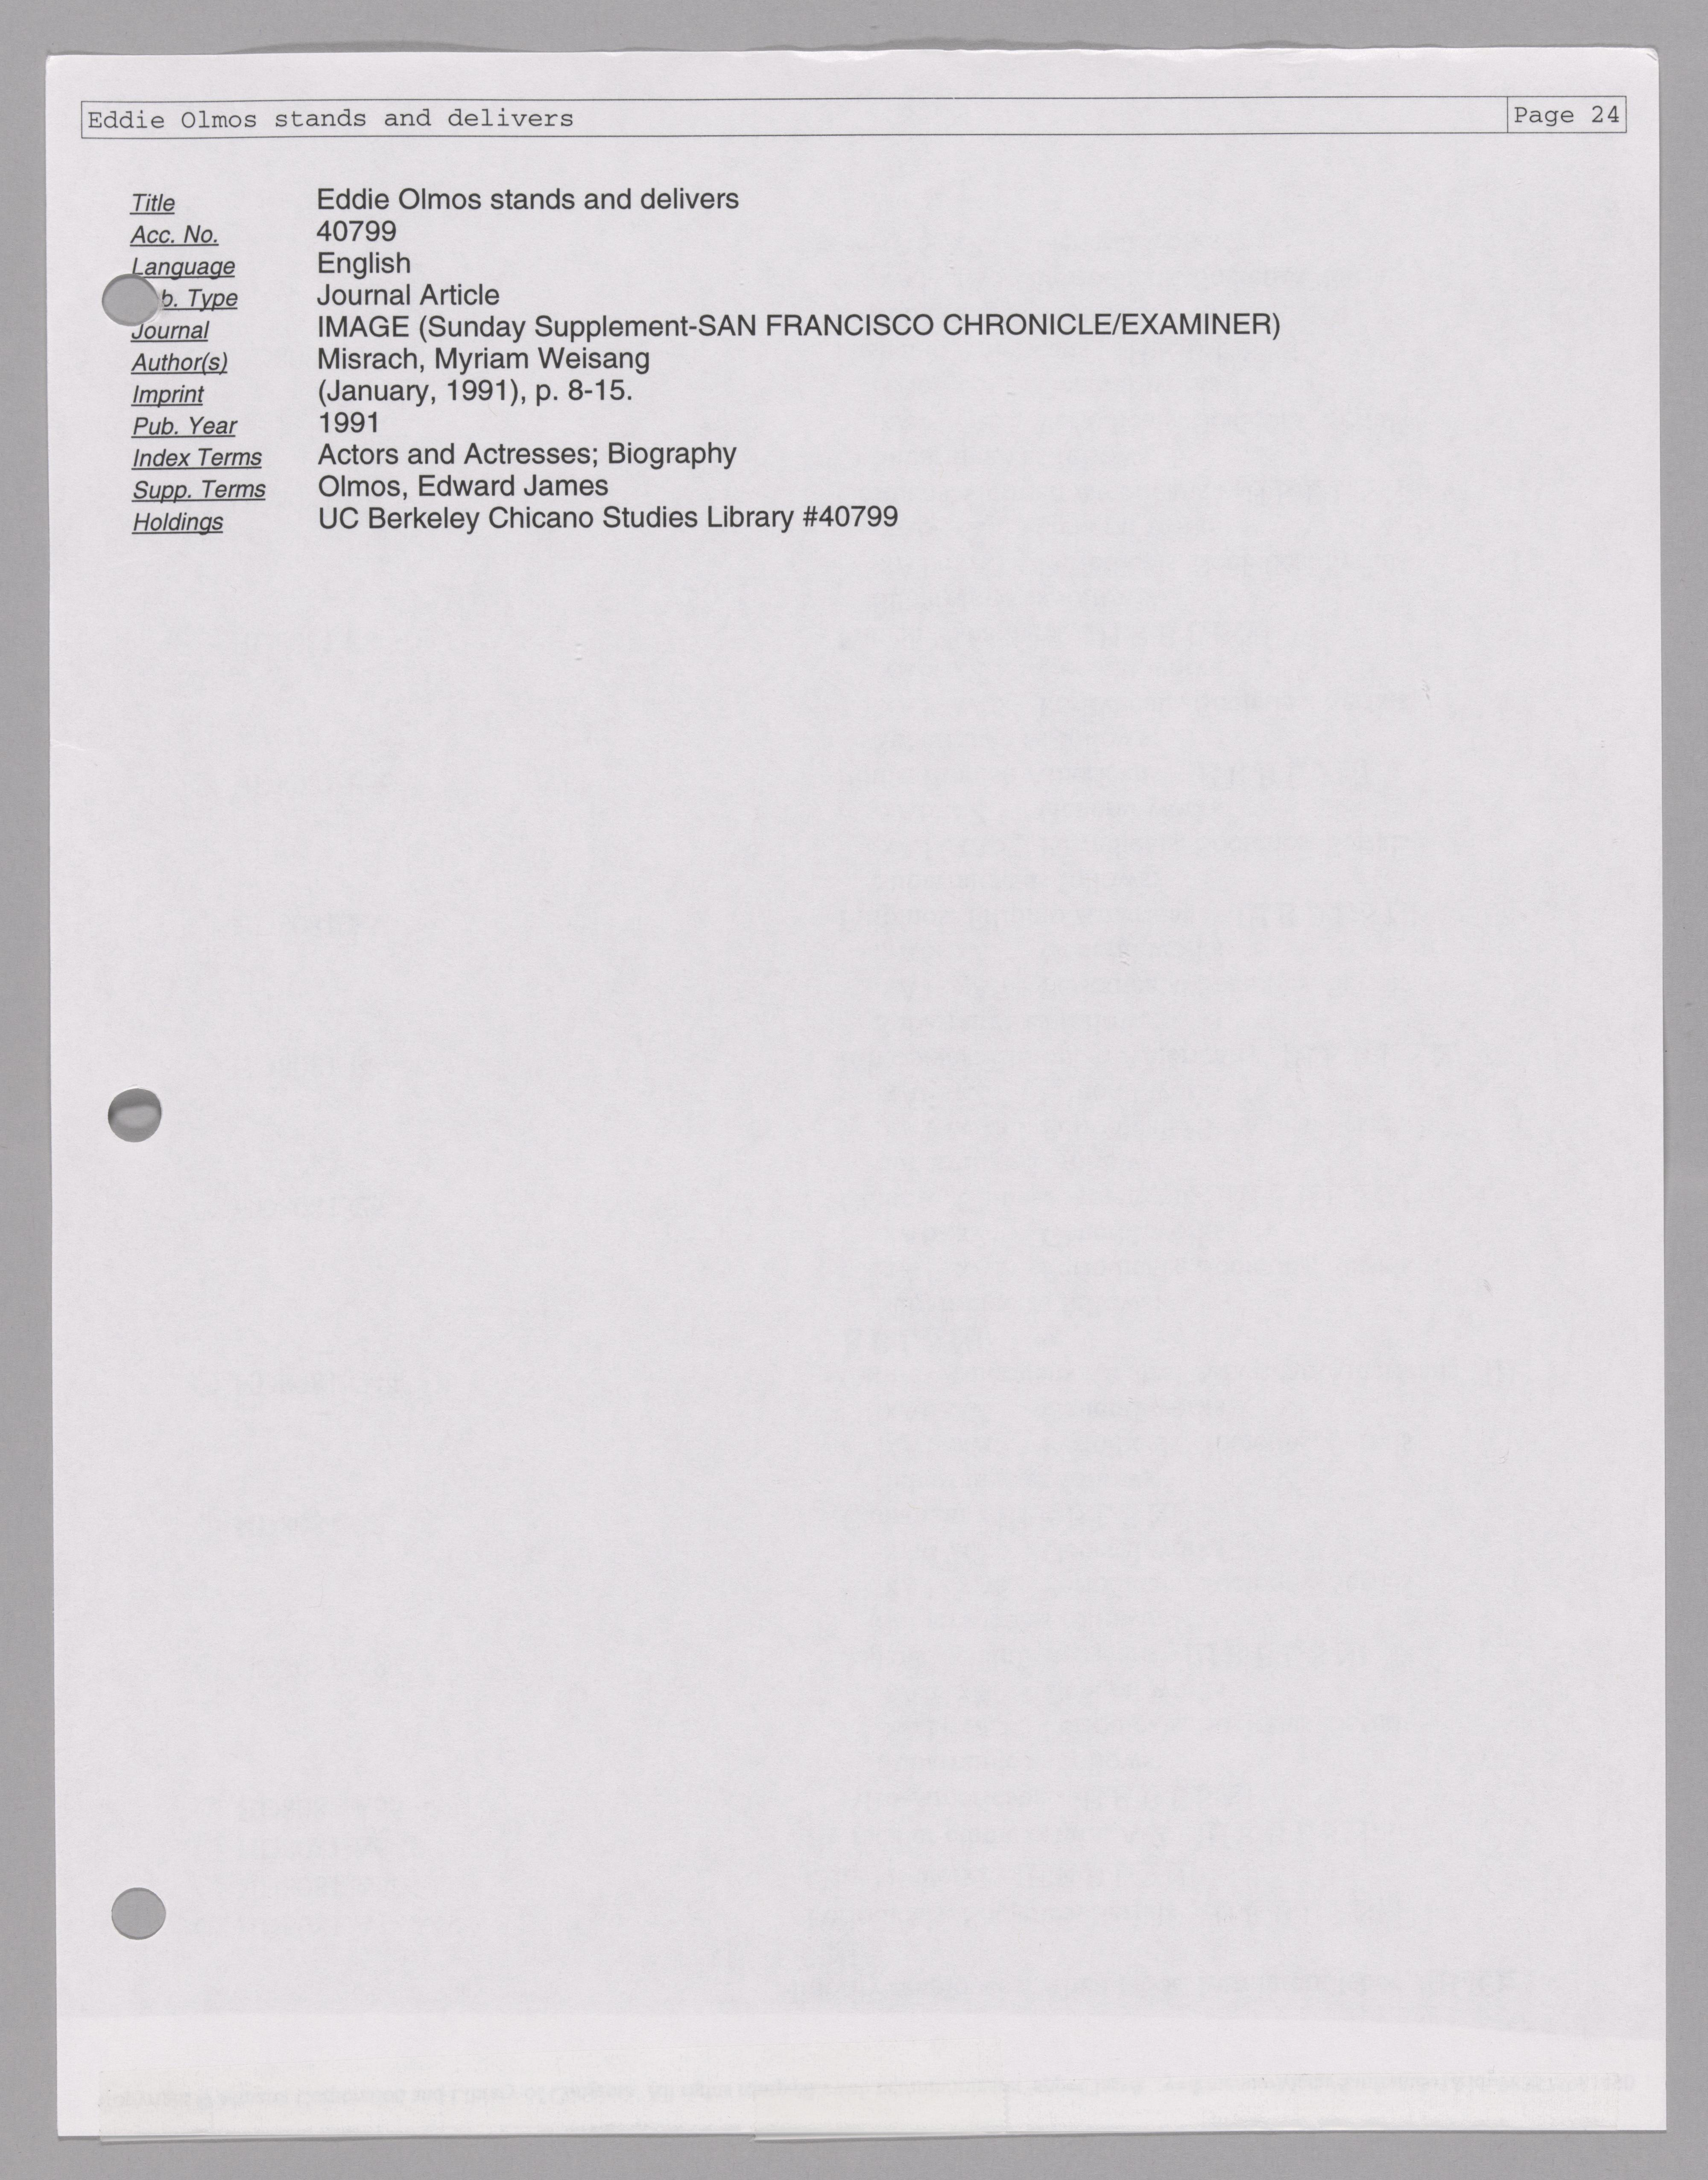 Eddie Olmos stands and delivers Page 24
Title Eddie Olmos stands and delivers
Acc. No. 40799
Language English
b. Type Journal Article
Journal IMAGE (Sunday Supplement-SAN FRANCISCO CHRONICLE/EXAMINER)
Author(s) Misrach, Myriam Weisang
Imprint (January, 1991), p. 8-15.
Pub. Year 1991
Index Terms Actors and Actresses; Biography
Supp. Terms Olmos, Edward James
Holdings UC Berkeley Chicano Studies Library #40799